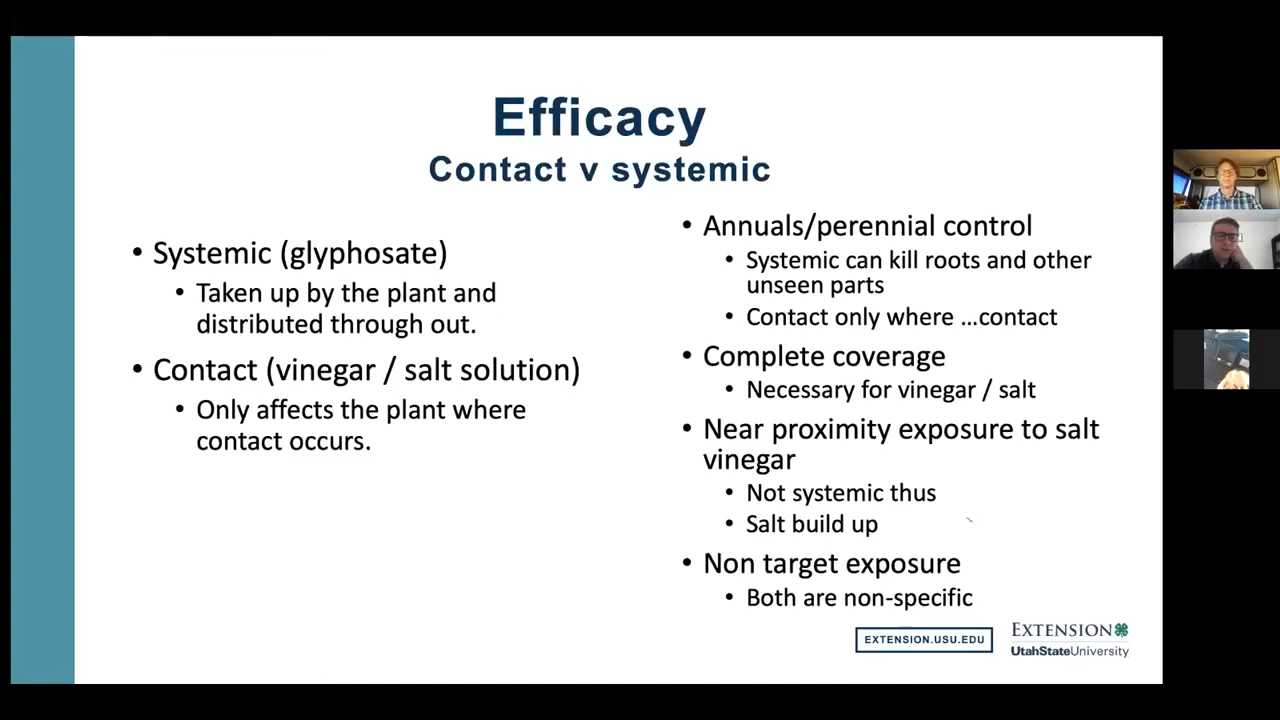 Efficacy
Contact v systemic
• Systemic (glyphosate)
• Taken up by the plant and
distributed through out.
• Contact (vinegar / salt solution)
• Only affects the plant where
contact occurs.
• Annuals/perennial control
• Systemic can kill roots and other
unseen parts
• Contact only where ...contact
• Complete coverage
• Necessary for vinegar / salt
• Near proximity exposure to salt
vinegar
• Not systemic thus
• Salt build up
• Non target exposure
• Both are non-specific
EXTENSION.USU.EDU
EXTENSION
UtahStateUniversity